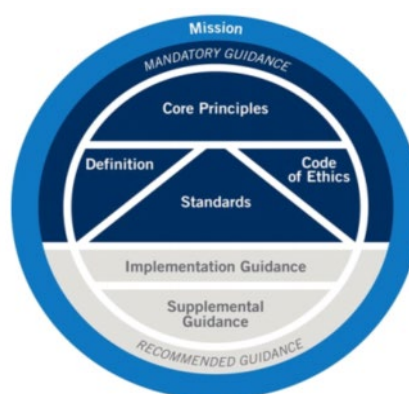 Mission
MANDATORY GUIDANCE
Core Principles
Definition
Code
of Ethics
Standards
Implementation Guidance
Supplemental
Guidance
RECOMMENDED GUIDANCE